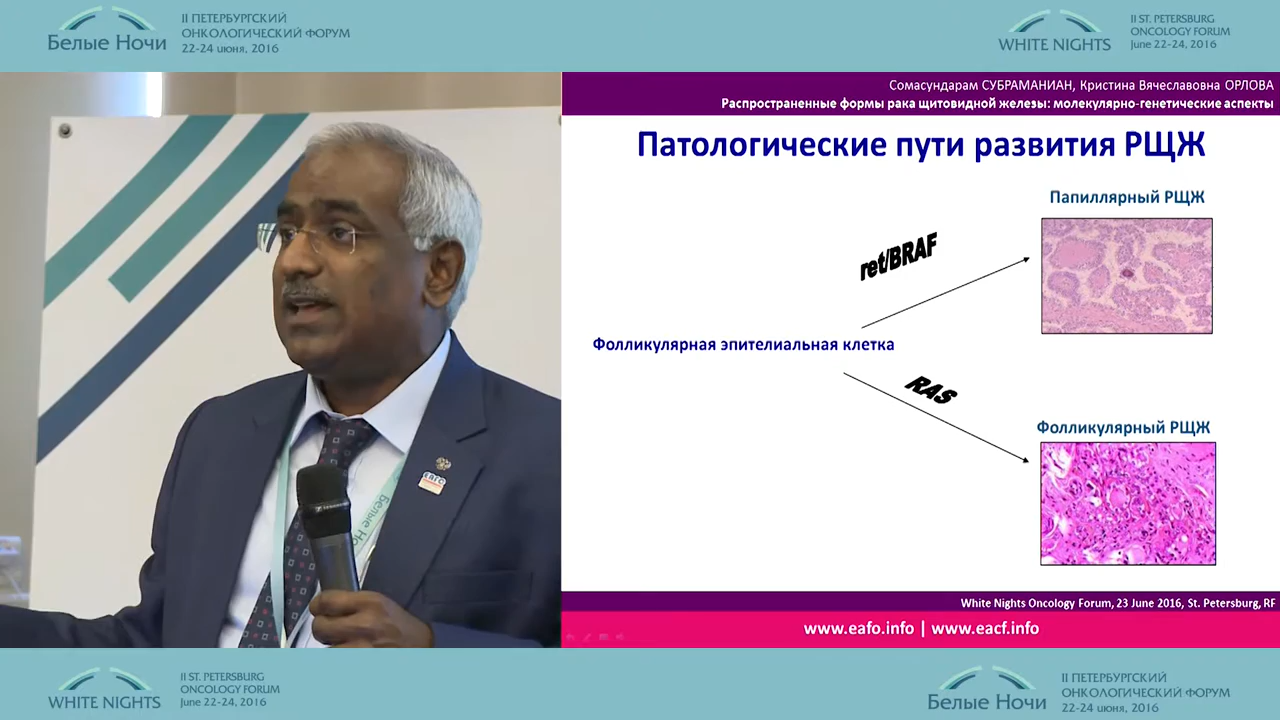 Белые Ночи
II ПЕТЕРБУРГСКИЙ
ОНКОЛОГИЧЕСКИЙ ФОРУМ
22-24 июня, 2016
WHITE NIGHTS
II ST. PETERSBURG
ONCOLOGY FORUM
June 22-24, 2016
Сомасундарам СУБРАМАНИАН, Кристина Вячеславовна ОРЛОВА
Распространенные формы рака щитовидной железы: молекулярно-генетические аспекты
Патологические пути развития РЩЖ
Папиллярный РЩЖ
ret/BRAF
Фолликулярная эпителиальная клетка
RAS
Фолликулярный РЩЖ
EAFO
Белые Но
White Nights Oncology Forum, 23 June 2016, St. Petersburg, RF
www.eafo.info | www.eacf.info
WHITE NIGHTS
II ST. PETERSBURG
ONCOLOGY FORUM
June 22-24, 2016
Белые Ночи
II ПЕТЕРБУРГСКИЙ
ОНКОЛОГИЧЕСКИЙ ФОРУМ
22-24 июня, 2016